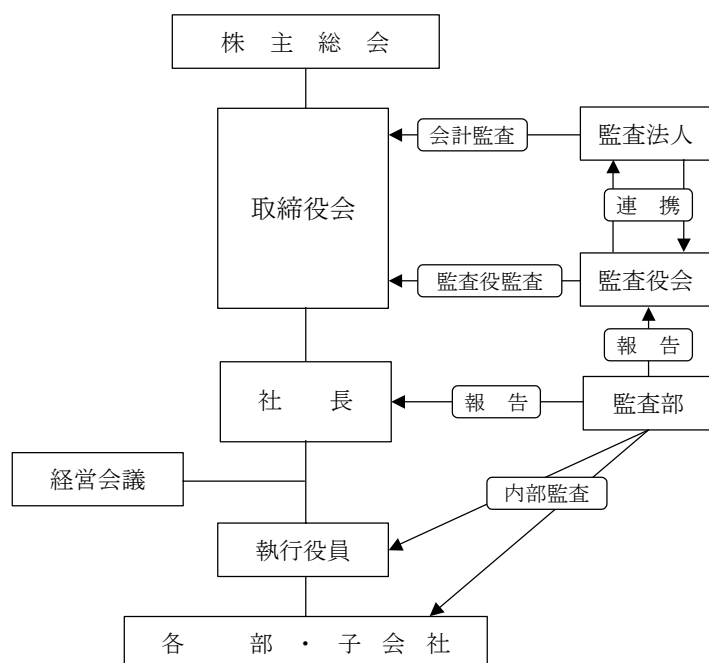 株 主 総 会
会計監査
監査法人
取締役会
連 携
監査役監査
監査役会
報 告
社 長
報 告
監査部
経営会議
内部監査
執行役員
各 部 ・ 子 会 社